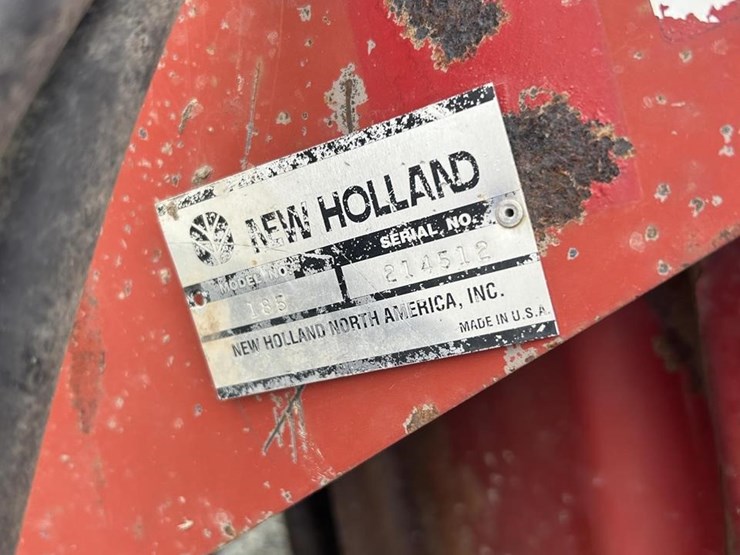 NEW HOLLAND
MODEL NO. SERIAL NO.
185 214512
NEW HOLLAND NORTH AMERICA, INC.
MADE IN U.S.A.